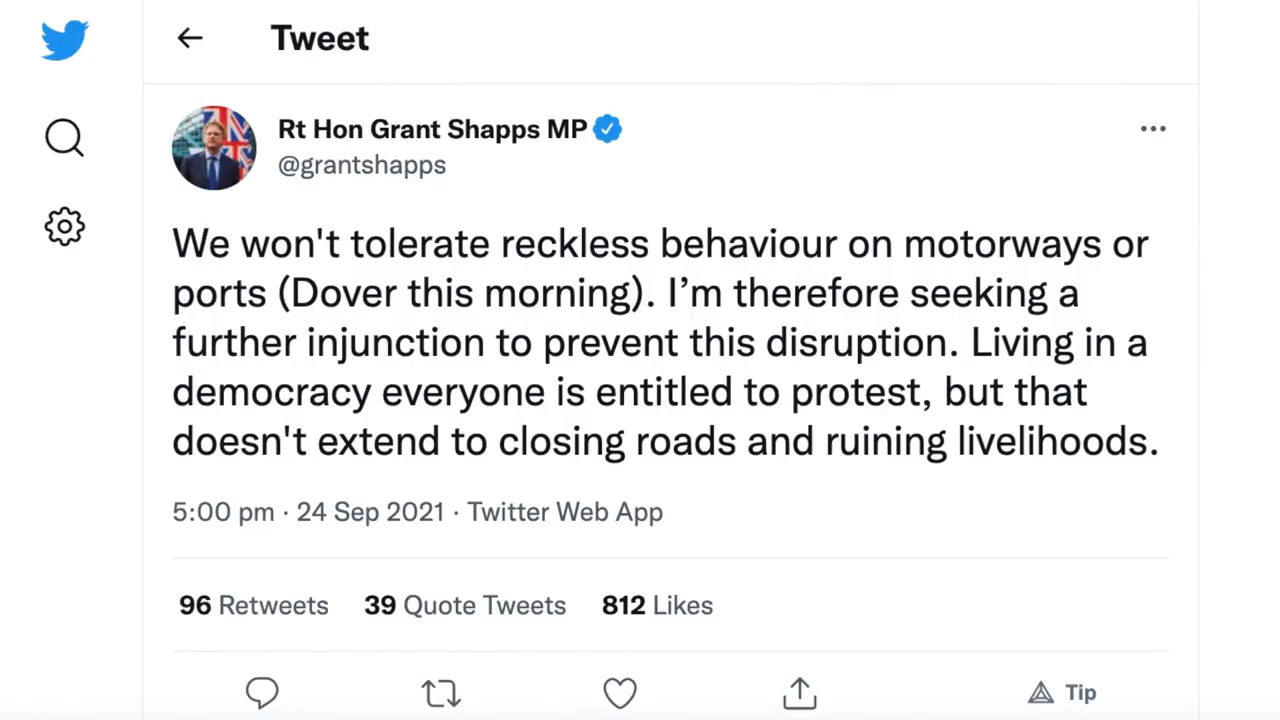 Tweet
Rt Hon Grant Shapps MP
@grantshapps
We won't tolerate reckless behaviour on motorways or
ports (Dover this morning). I’m therefore seeking a
further injunction to prevent this disruption. Living in a
democracy everyone is entitled to protest, but that
doesn't extend to closing roads and ruining livelihoods.
5:00 pm · 24 Sep 2021 · Twitter Web App
96 Retweets 39 Quote Tweets 812 Likes
Tip